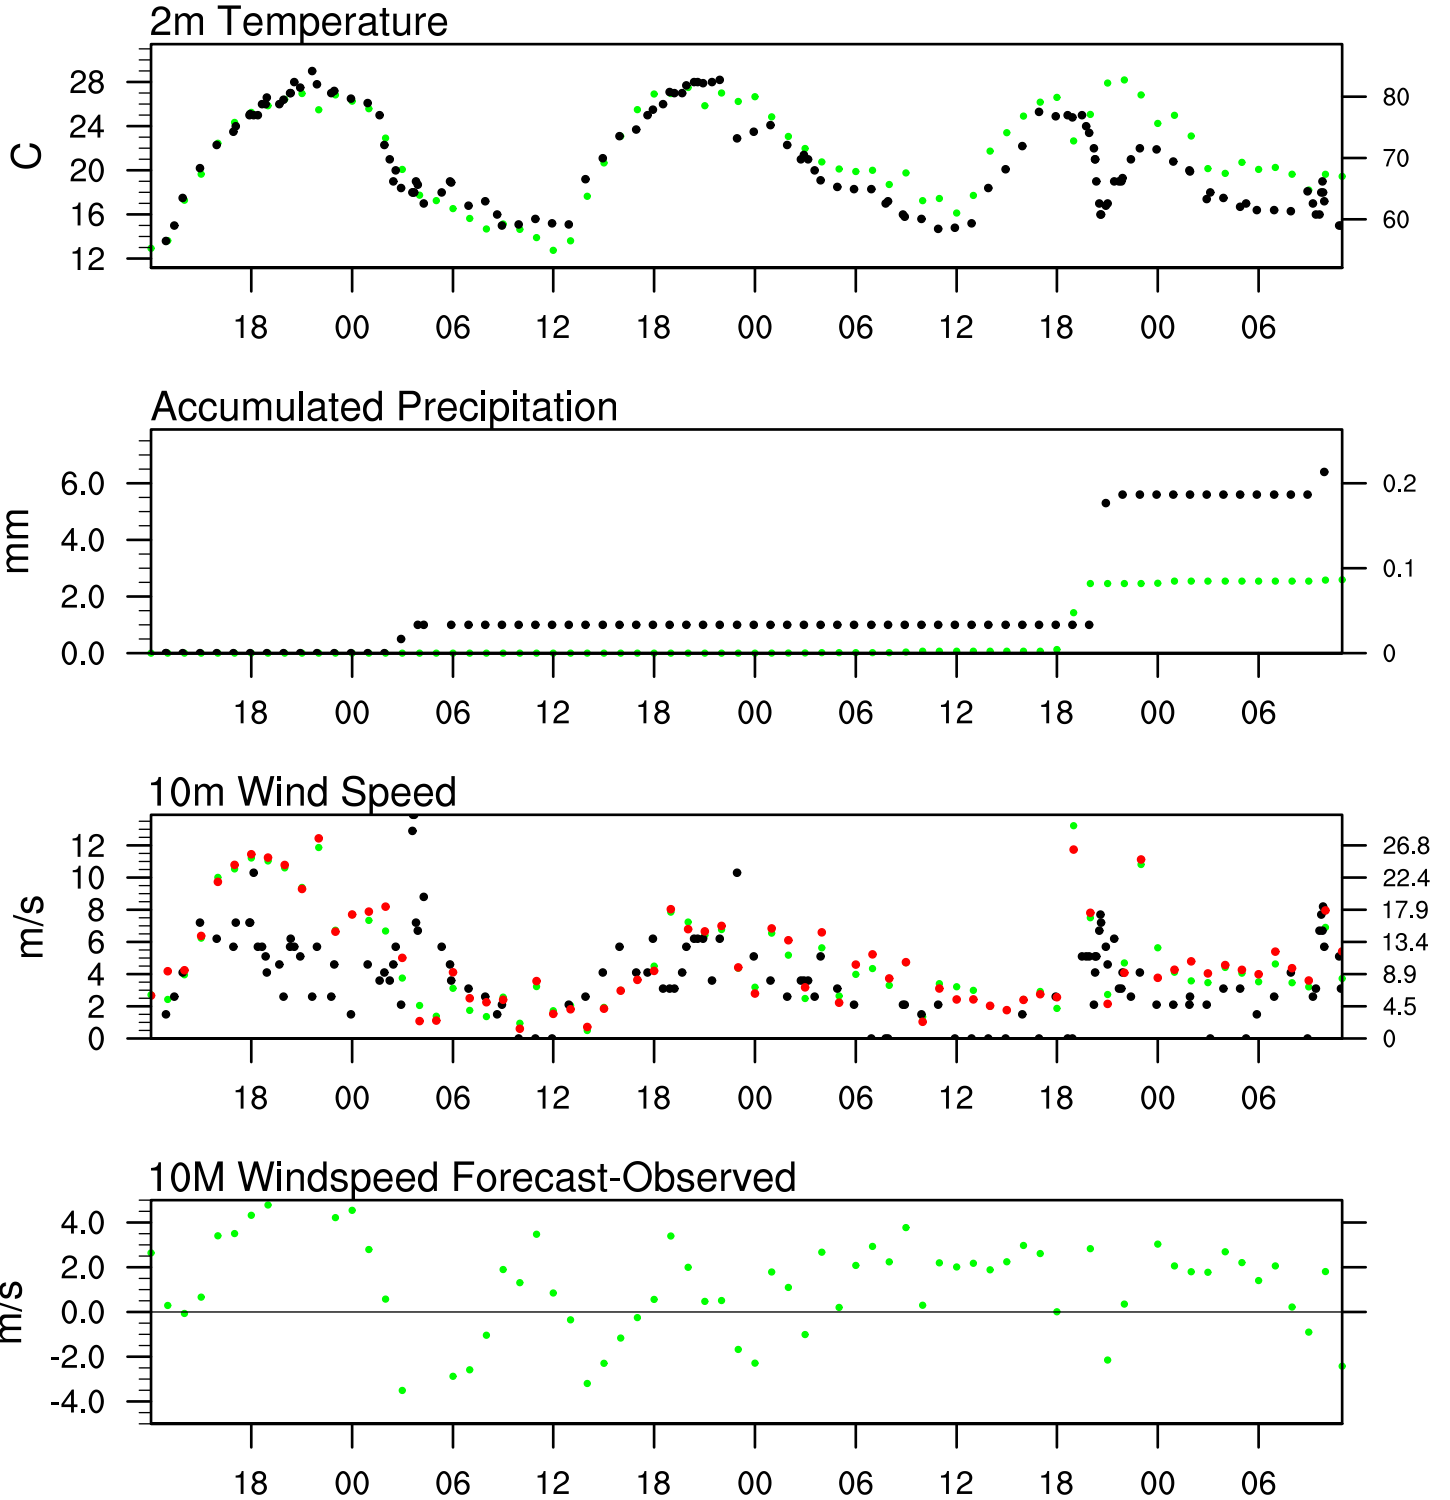 2m Temperature
28
24
20
16
12
C
80
70
60
18 00 06 12 18 00 06 12 18 00 06
Accumulated Precipitation
6.0
4.0
2.0
0.0
mm
0.2
0.1
0
18 00 06 12 18 00 06 12 18 00 06
10m Wind Speed
12
10
8
6
4
2
0
m/s
26.8
22.4
17.9
13.4
8.9
4.5
0
18 00 06 12 18 00 06 12 18 00 06
10M Windspeed Forecast-Observed
4.0
2.0
0.0
-2.0
-4.0
m/s
18 00 06 12 18 00 06 12 18 00 06